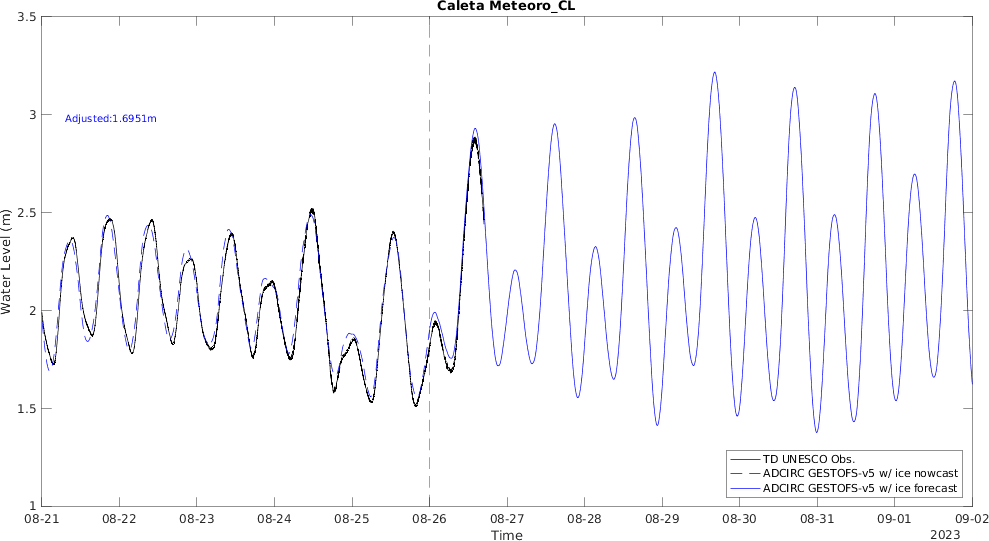 Caleta Meteoro_CL
3.5
3
2.5
2
1.5
1
Water Level (m)
Adjusted:1.6951m
TD UNESCO Obs.
ADCIRC GESTOFS-v5 w/ ice nowcast
ADCIRC GESTOFS-v5 w/ ice forecast
08-21 08-22 08-23 08-24 08-25 08-26 08-27 08-28 08-29 08-30 08-31 09-01 09-02
Time
2023